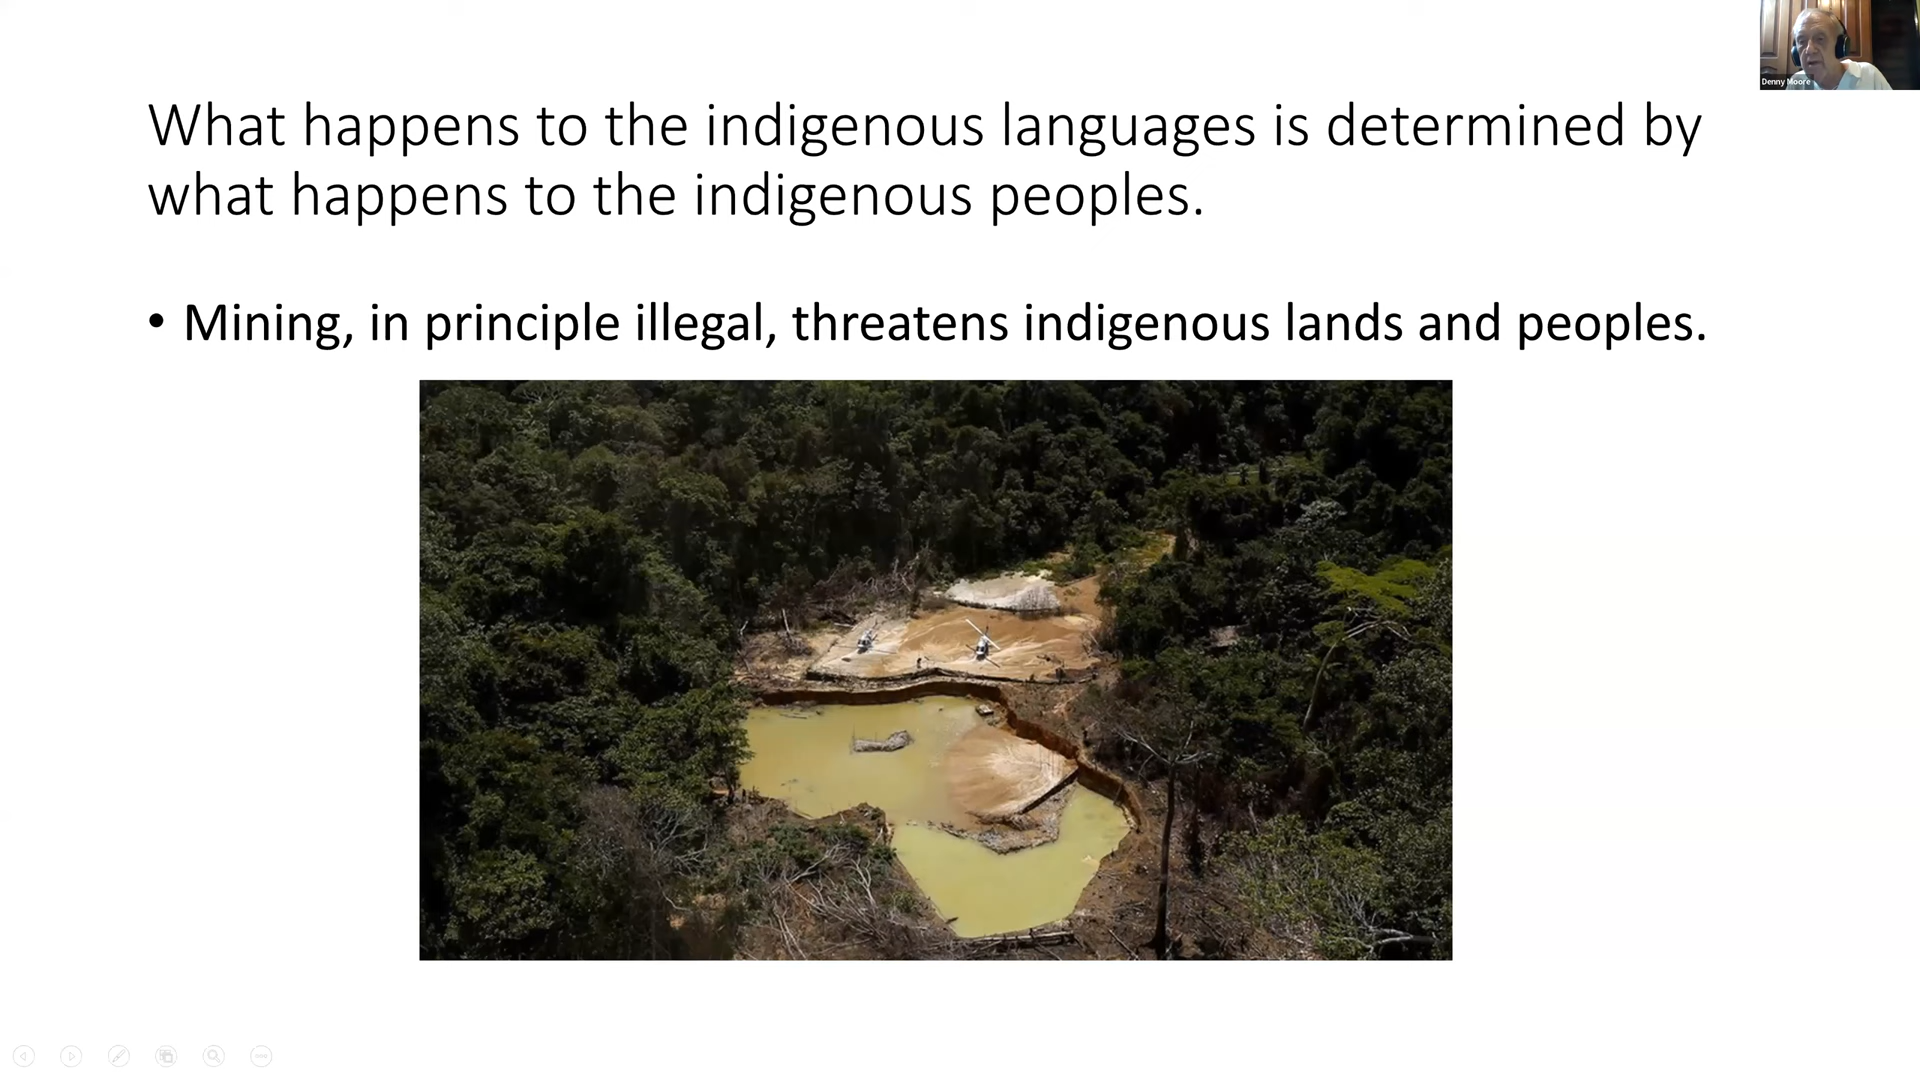 Denny Moore
What happens to the indigenous languages is determined by
what happens to the indigenous peoples.
• Mining, in principle illegal, threatens indigenous lands and peoples.